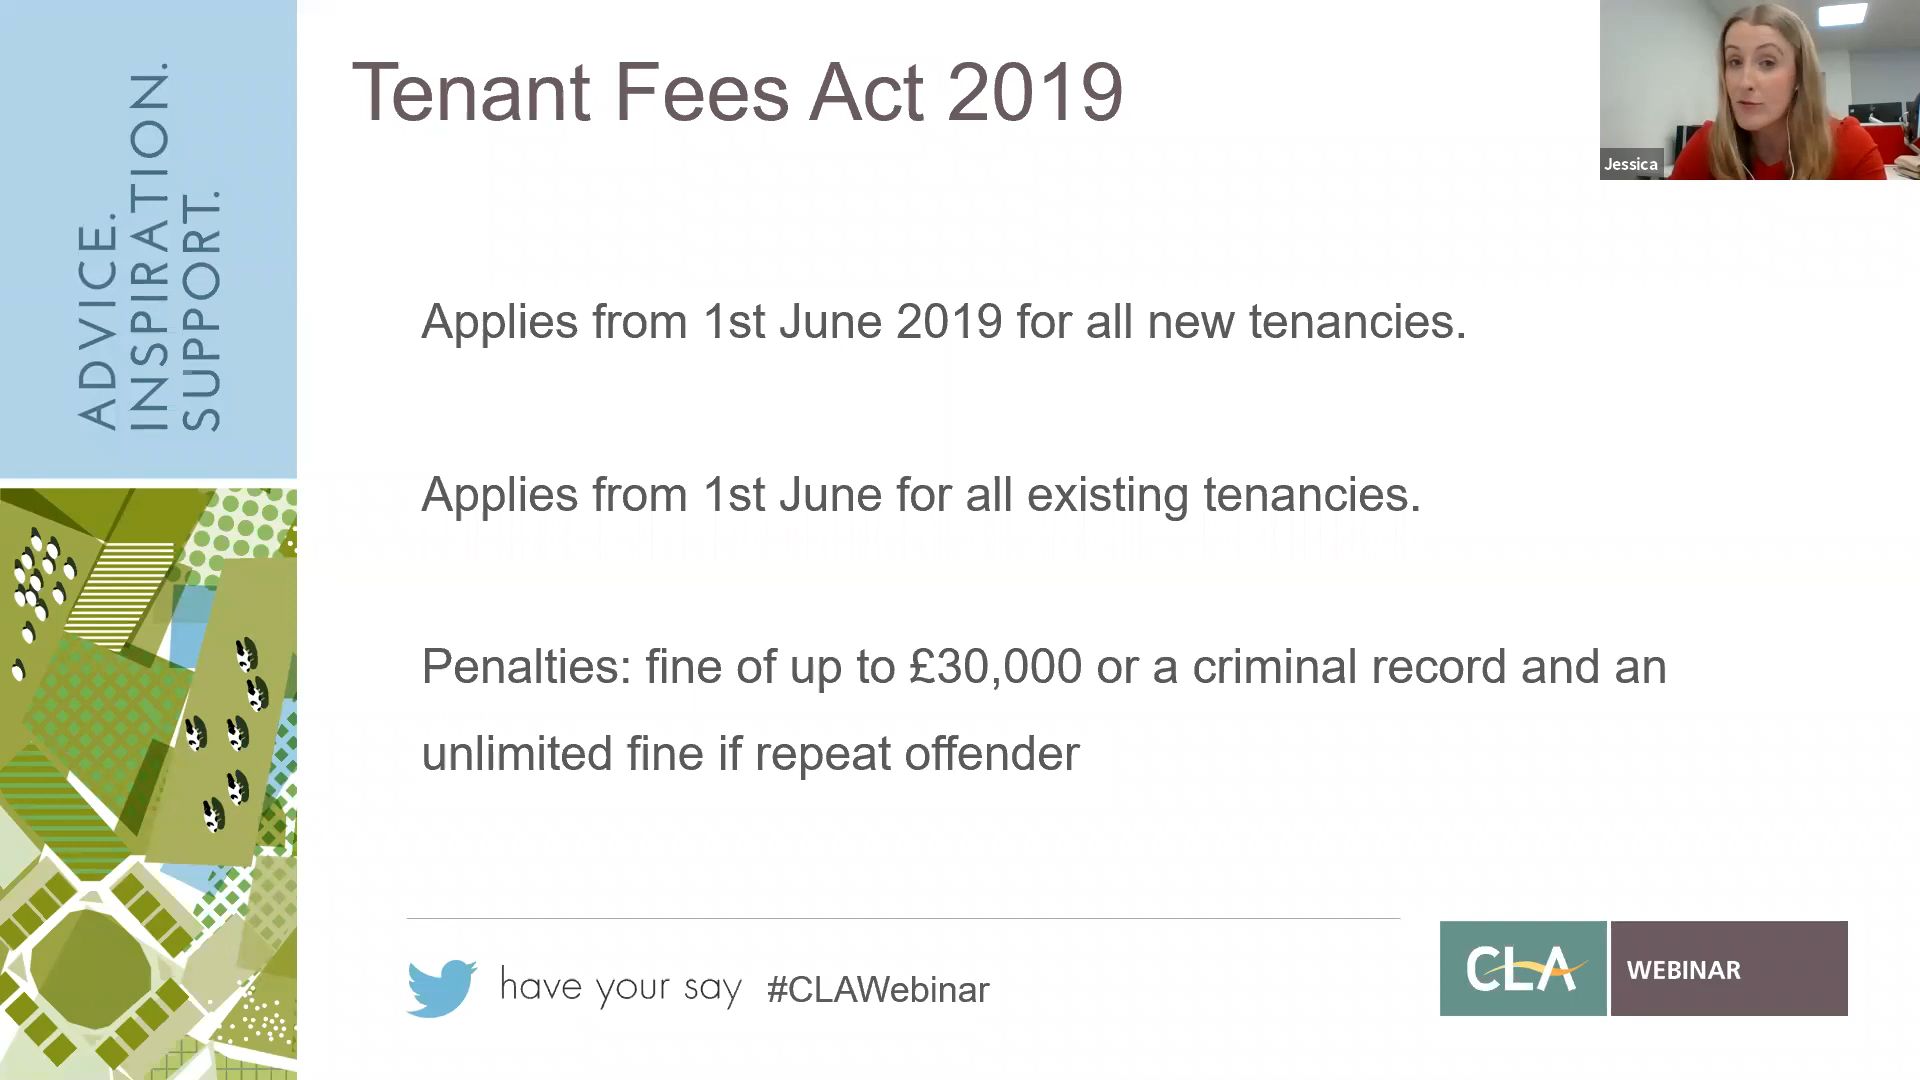 ADVICE.
INSPIRATION.
SUPPORT.
Tenant Fees Act 2019
Jessica
Applies from 1st June 2019 for all new tenancies.
Applies from 1st June for all existing tenancies.
Penalties: fine of up to £30,000 or a criminal record and an
unlimited fine if repeat offender
have your say #CLAWebinar
CLA WEBINAR